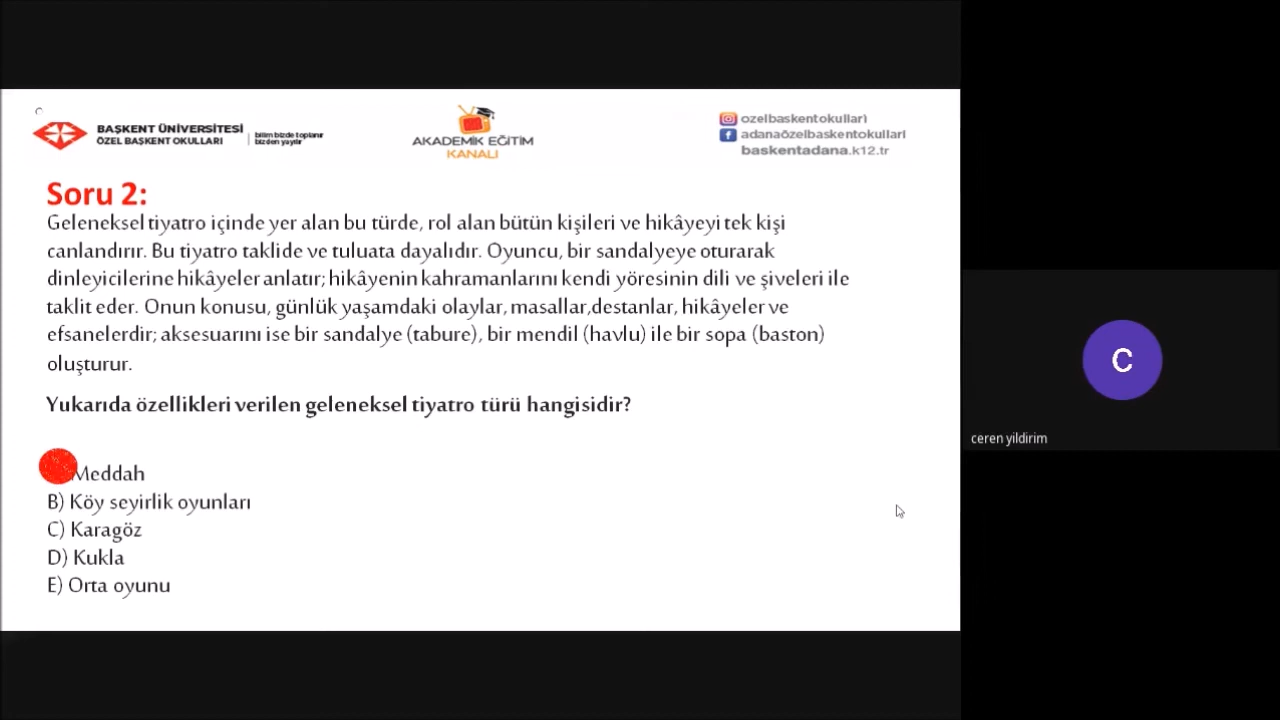 BAŞKENT ÜNİVERSİTESİ
ÖZEL BAŞKENT OKULLARI
bilim bizde toplanır
bizden yayılır
AKADEMİK EĞİTİM
KANALI
ozelbaskentokullari
adanaözelbaskentokullari
baskentadana.k12.tr
Soru 2:
Geleneksel tiyatro içinde yer alan bu türde, rol alan bütün kişileri ve hikâyeyi tek kişi
canlandırır. Bu tiyatro taklide ve tuluata dayalıdır. Oyuncu, bir sandalyeye oturarak
dinleyicilerine hikâyeler anlatır; hikâyenin kahramanlarını kendi yöresinin dili ve şiveleri ile
taklit eder. Onun konusu, günlük yaşamdaki olaylar, masallar,destanlar, hikâyeler ve
efsanelerdir; aksesuarını ise bir sandalye (tabure), bir mendil (havlu) ile bir sopa (baston)
oluşturur.
Yukarıda özellikleri verilen geleneksel tiyatro türü hangisidir?
Meddah
B) Köy seyirlik oyunları
C) Karagöz
D) Kukla
E) Orta oyunu
C
ceren yildirim